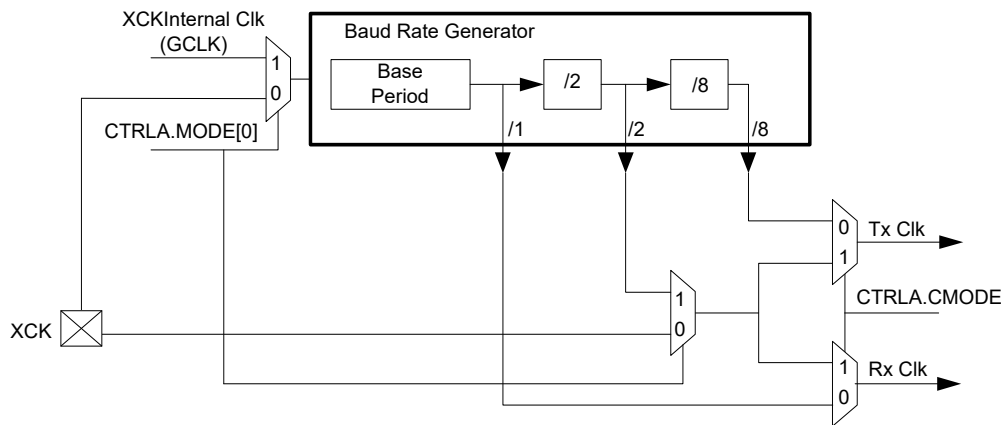 XCKInternal Clk
(GCLK)
Baud Rate Generator
1
0
Base
Period
/2
/8
CTRLA.MODE[0]
/1
/2
/8
0
Tx Clk
1
1
0
CTRLA.CMODE
XCK
1
Rx Clk
0